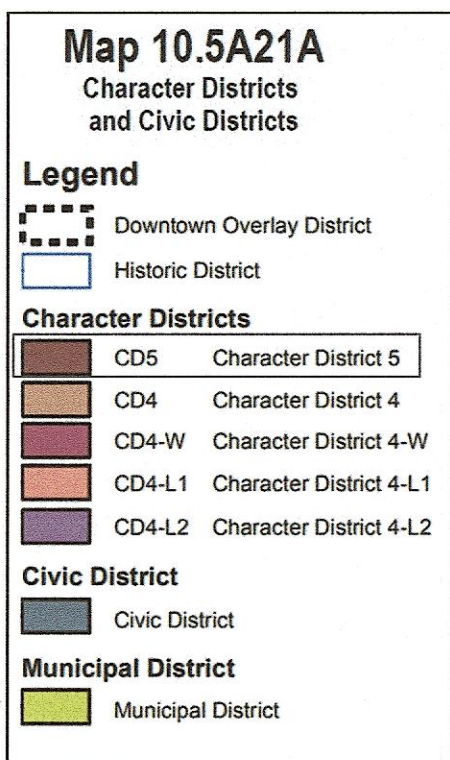 Map 10.5A21A
Character Districts
and Civic Districts
Legend
Downtown Overlay District
Historic District
Character Districts
CD5 Character District 5
CD4 Character District 4
CD4-W Character District 4-W
CD4-L1 Character District 4-L1
CD4-L2 Character District 4-L2
Civic District
Civic District
Municipal District
Municipal District